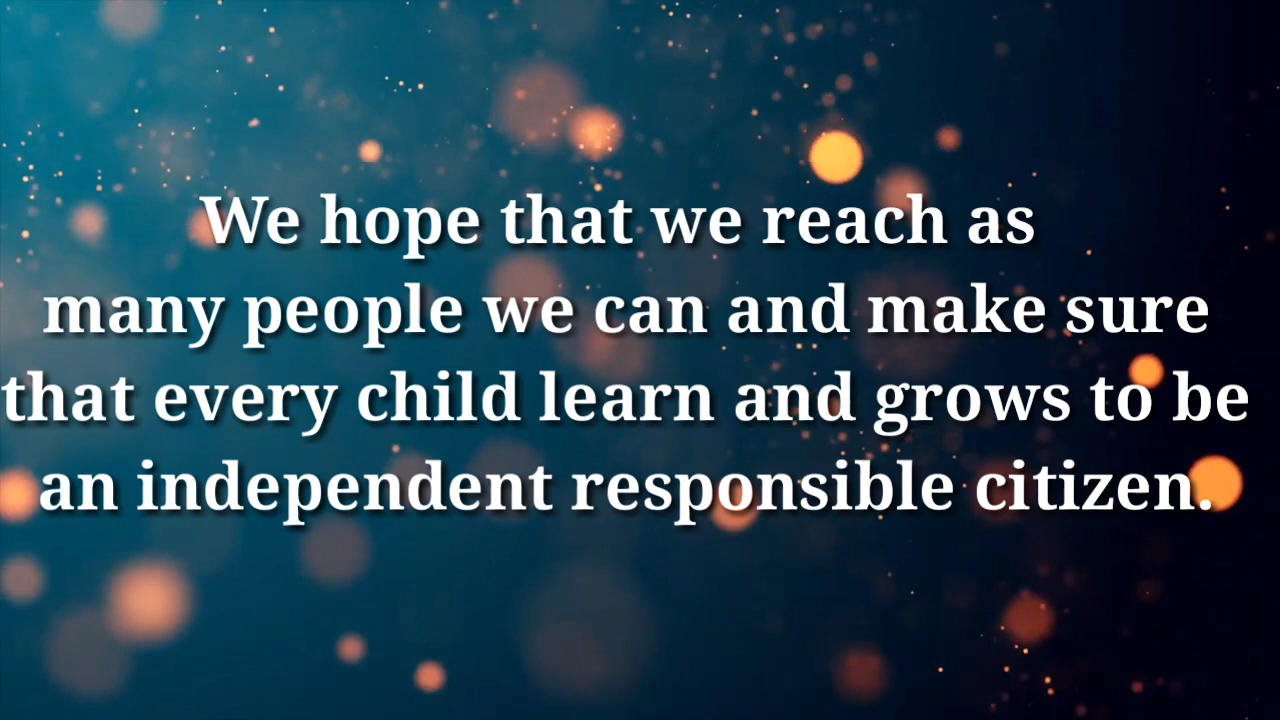 We hope that we reach as
many people we can and make sure
that every child learn and grows to be
an independent responsible citizen.